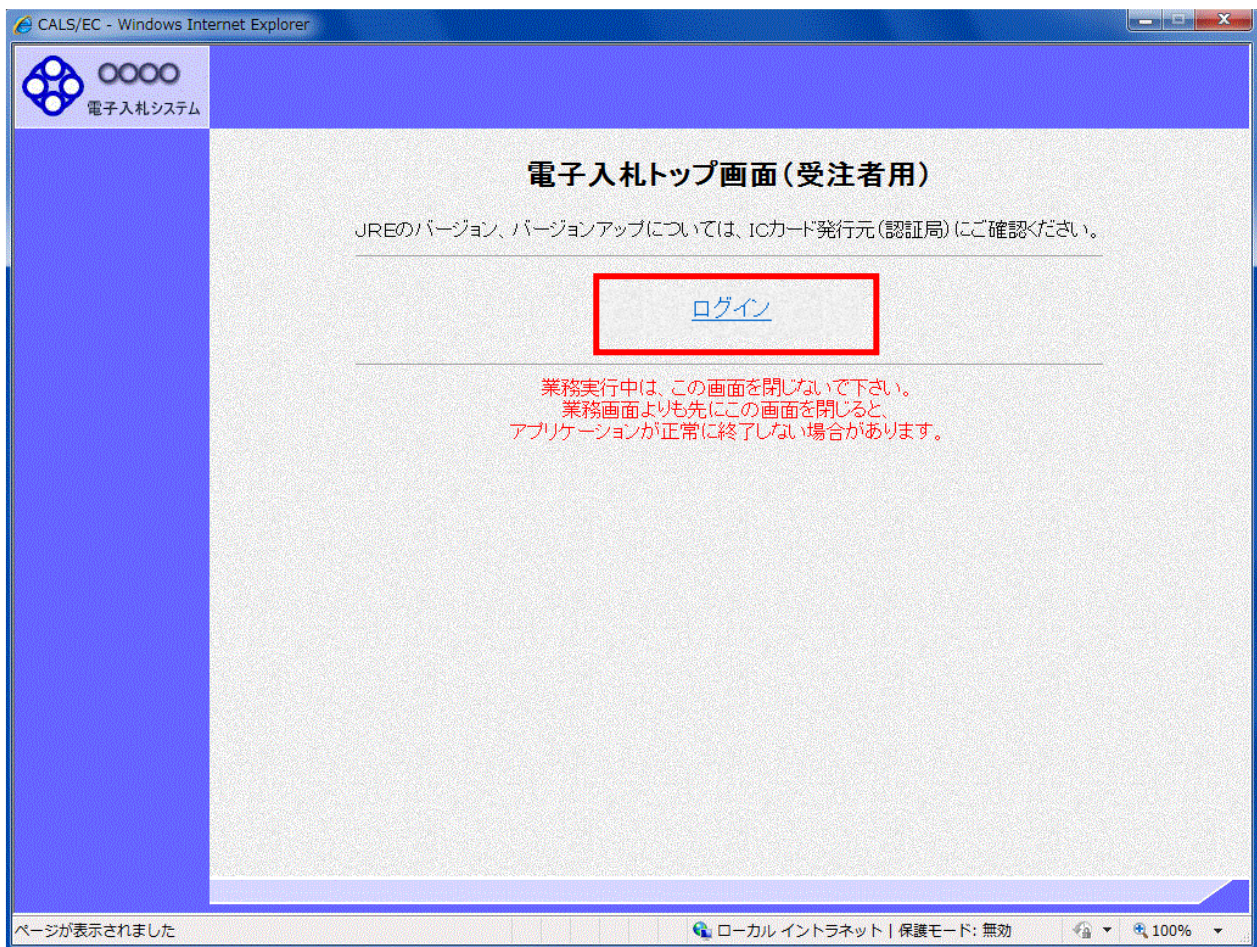 CALS/EC - Windows Internet Explorer
○○○○
電子入札システム
電子入札トップ画面(受注者用)
JREのバージョン、バージョンアップについては、ICカード発行元(認証局)にご確認ください。
ログイン
業務実行中は、この画面を閉じないで下さい。
業務画面よりも先にこの画面を閉じると、
アプリケーションが正常に終了しない場合があります。
ページが表示されました ローカル イントラネット | 保護モード: 無効 100%